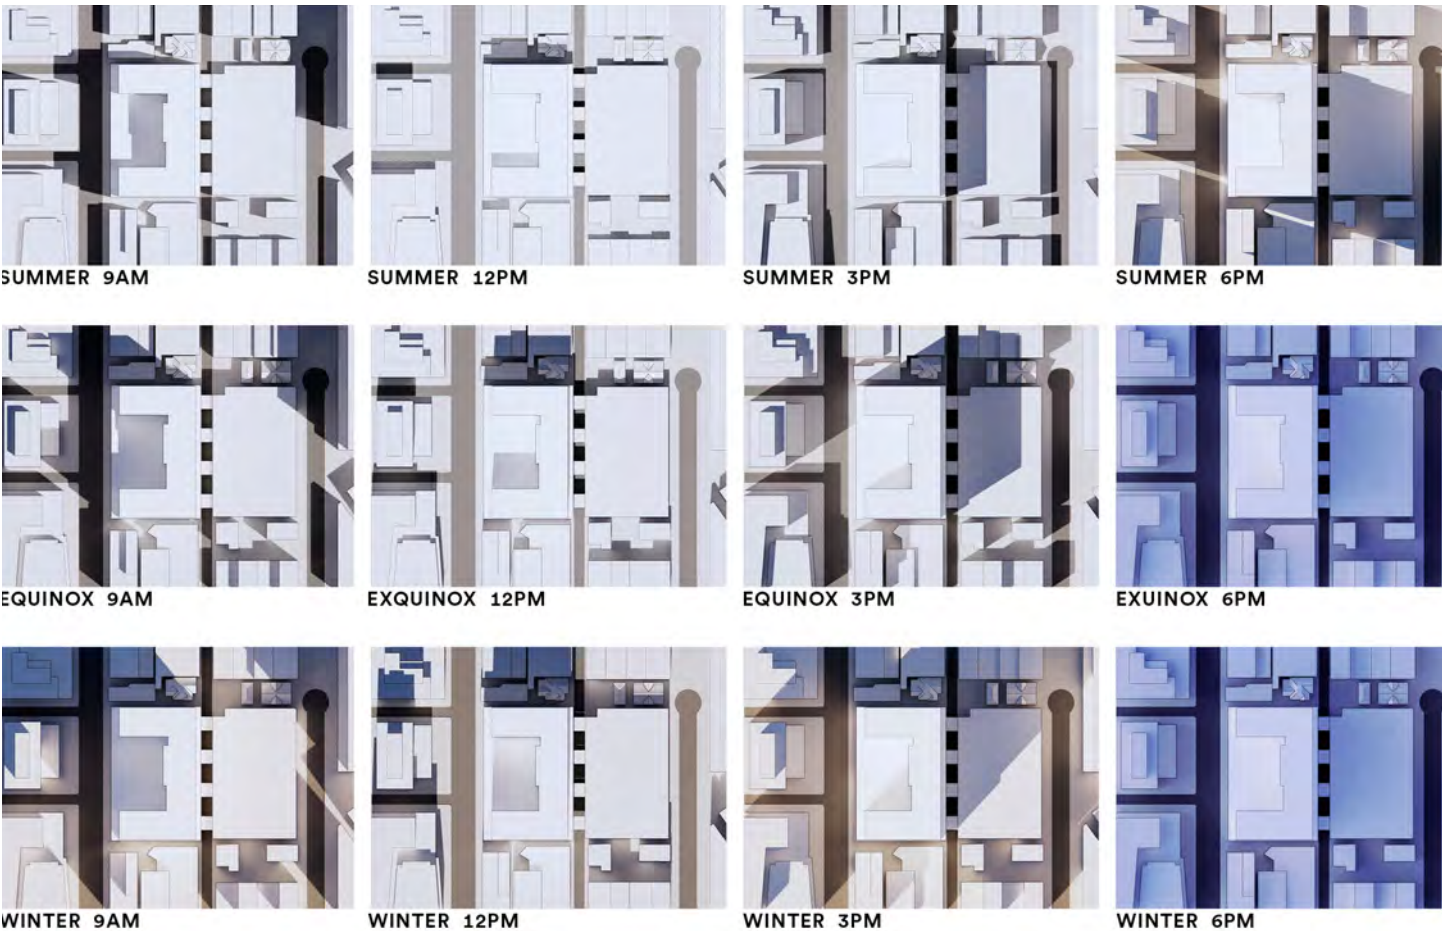 SUMMER 9AM
SUMMER 12PM
SUMMER 3PM
SUMMER 6PM
EQUINOX 9AM
EXQUINOX 12PM
EQUINOX 3PM
EXUINOX 6PM
WINTER 9AM
WINTER 12PM
WINTER 3PM
WINTER 6PM